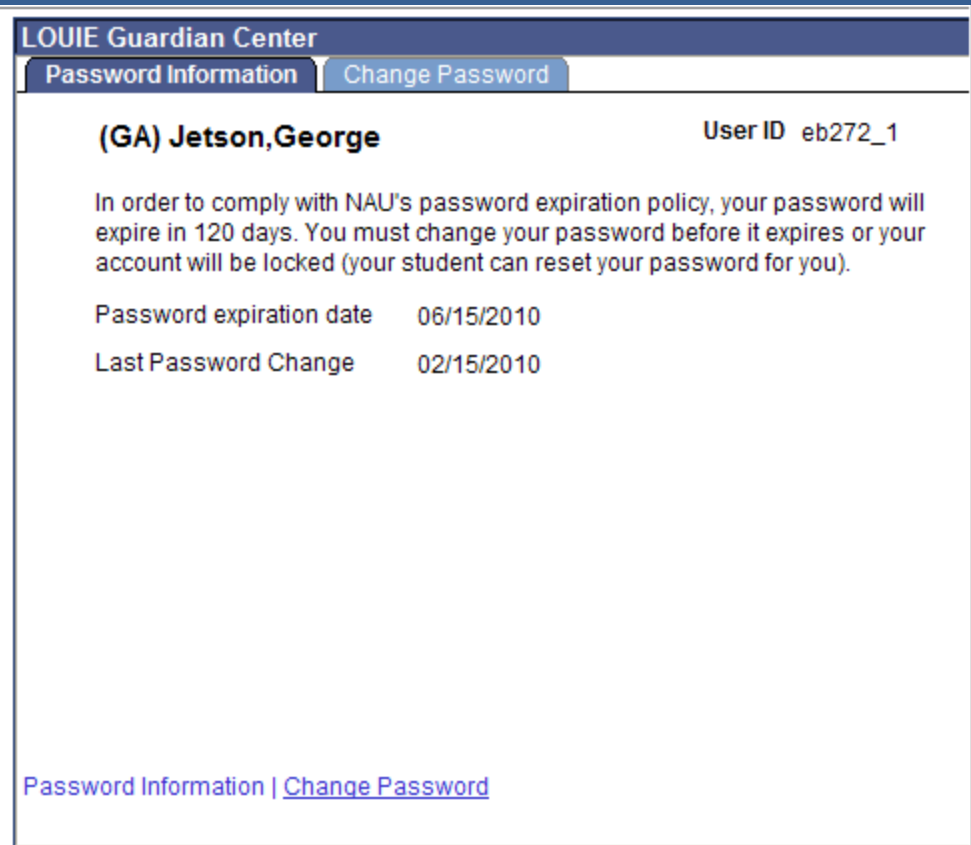 LOUIE Guardian Center
Password Information Change Password
(GA) Jetson,George User ID eb272_1
In order to comply with NAU's password expiration policy, your password will
expire in 120 days. You must change your password before it expires or your
account will be locked (your student can reset your password for you).
Password expiration date 06/15/2010
Last Password Change 02/15/2010
Password Information | Change Password